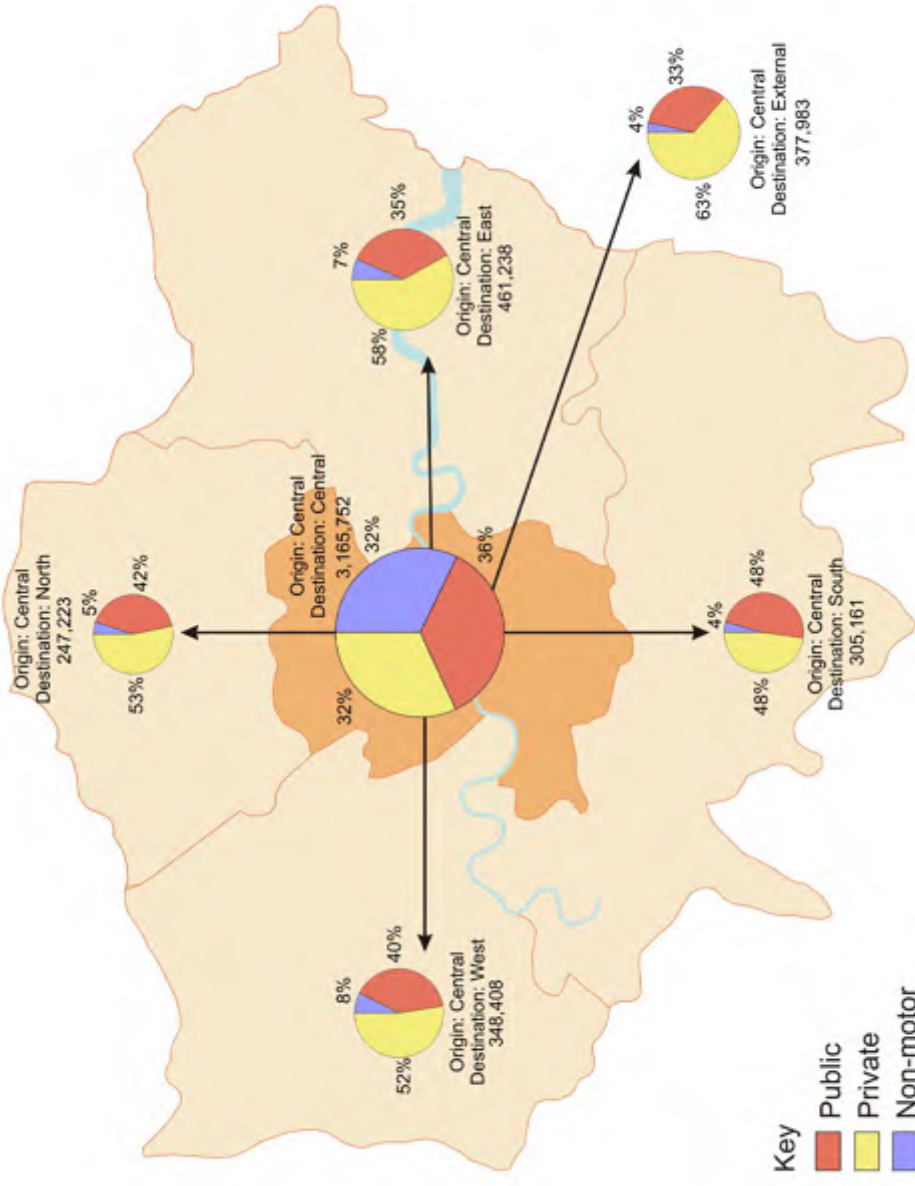 Origin: Central
Destination: North
247,223
5%
42%
53%
Origin: Central
Destination: Central
3,165,752
32%
36%
32%
7%
35%
58%
Origin: Central
Destination: East
461,238
8%
40%
52%
Origin: Central
Destination: West
348,408
4%
33%
63%
Origin: Central
Destination: External
377,983
4%
48%
48%
Origin: Central
Destination: South
305,161
Key
Public
Private
Non-motor